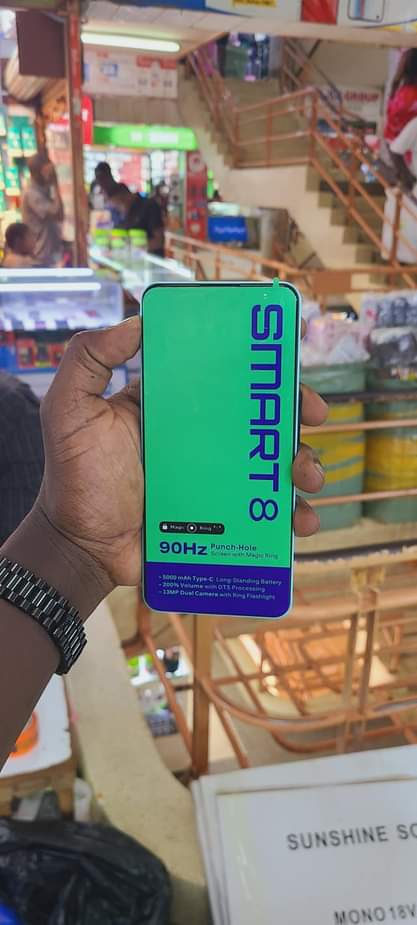 GROUP
SMART 8
Magic Ring
90Hz Punch-Hole
Screen with Magic Ring
- 5000 mAh Type-C Long-Standing Battery
- 200% Volume with DTS Processing
- 13MP Dual Camera with Ring Flashlight
SUNSHINE SO
MONO 18V